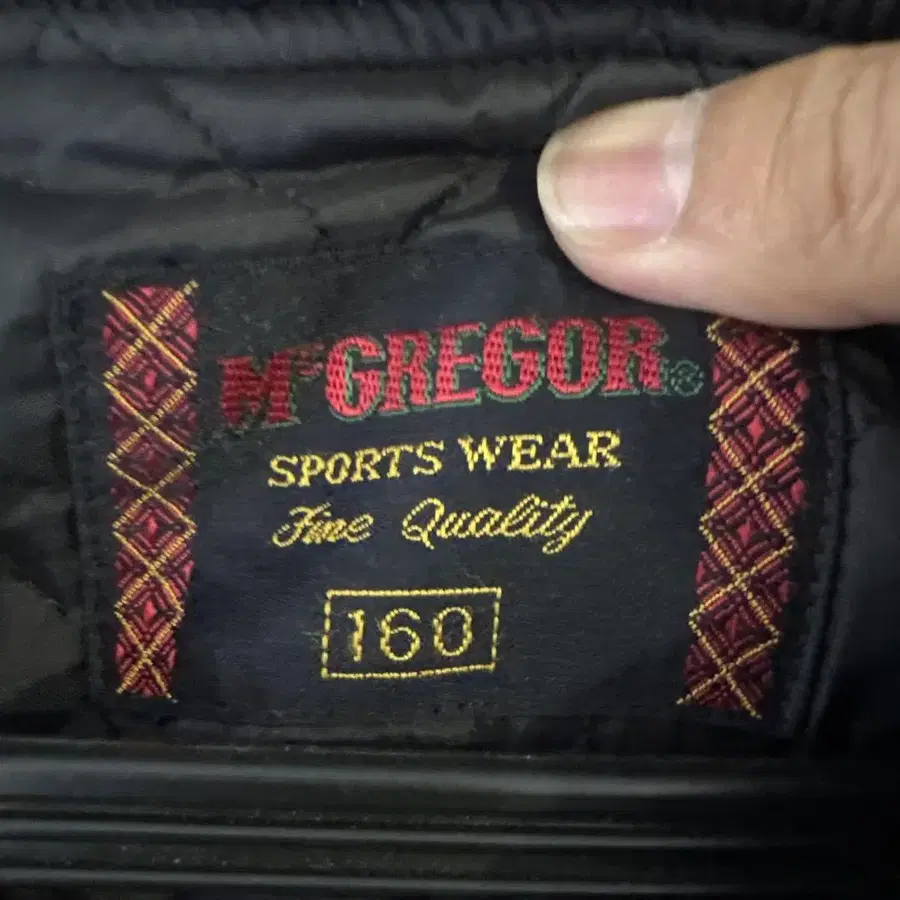 McGREGOR®
SPORTS WEAR
Fine Quality
160